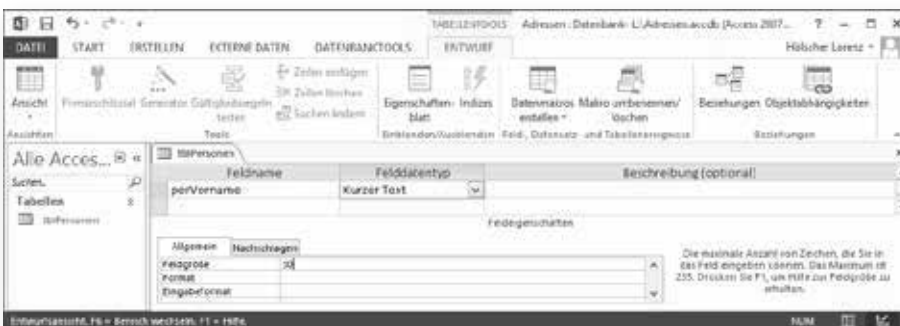 TABELLENTOOLS Adressen : Datenbank- L:\Adressen.accdb (Access 2007... ?
DATEI START ERSTELLEN EXTERNE DATEN DATENBANKTOOLS ENTWURF Hölscher Lorenz
Ansicht Primärschlüssel Generator Gültigkeitsregeln testen
Zeilen einfügen
Zeilen löschen
Suchen ändern
Eigenschaften- blatt Indizes
Datenmakros erstellen Makro umbenennen/ löschen
Beziehungen Objektabhängigkeiten
Ansichten Tools Einblenden/Ausblenden Feld-, Datensatz- und Tabellenereignisse Beziehungen
Alle Acces...
Suchen...
Tabellen
tblPersonen
tblPersonen
Feldname Felddatentyp Beschreibung (optional)
perVorname Kurzer Text
Feldeigenschaften
Allgemein Nachschlagen
Feldgröße
Format
Eingabeformat
Die maximale Anzahl von Zeichen, die Sie in
das Feld eingeben können. Das Maximum ist
255. Drücken Sie F1, um Hilfe zur Feldgröße zu
erhalten.
Entwurfsansicht. F6 = Bereich wechseln. F1 = Hilfe. NUM